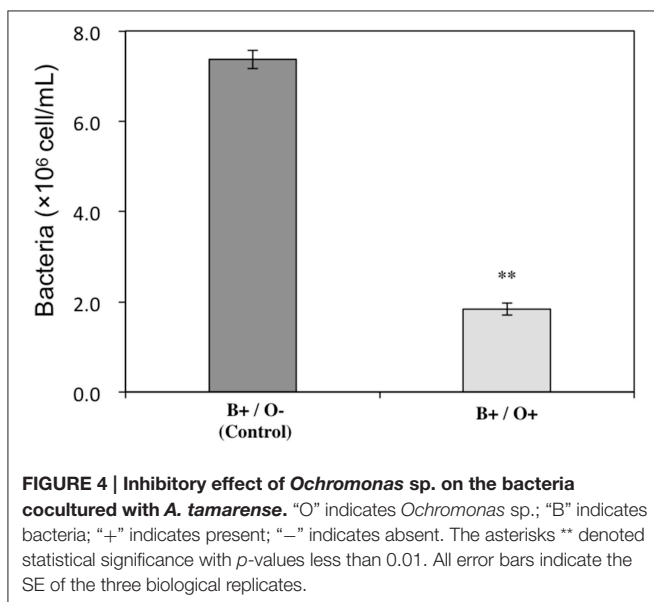 8.0
6.0
4.0
2.0
0.0
Bacteria (×10⁶ cell/mL)
**
B+ / O-
(Control)
B+ / O+
FIGURE 4 | Inhibitory effect of Ochromonas sp. on the bacteria
cocultured with A. tamarense. “O” indicates Ochromonas sp.; “B” indicates
bacteria; “+” indicates present; “−” indicates absent. The asterisks ** denoted
statistical significance with p-values less than 0.01. All error bars indicate the
SE of the three biological replicates.